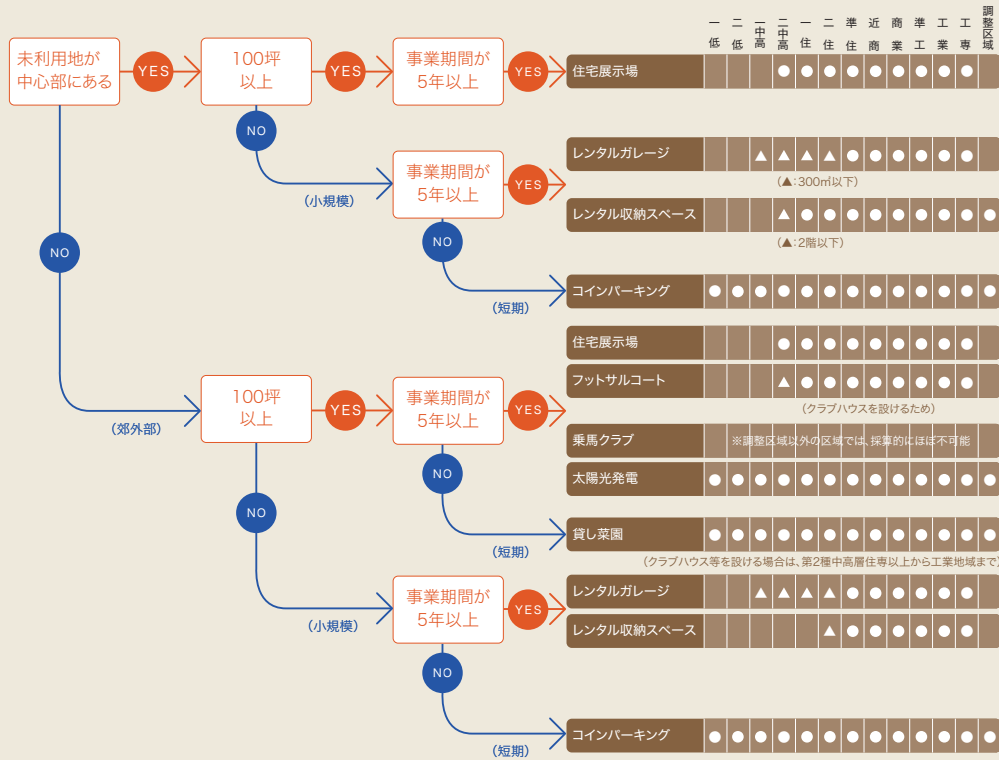 一低 二低 一中高 二中高 一住 二住 準住 近商 商業 準工 工業 工専 調整区域
未利用地が
中心部にある
YES
100坪
以上
YES
事業期間が
5年以上
YES
住宅展示場 ● ● ● ● ● ● ● ● ●
NO
(小規模)
事業期間が
5年以上
YES
レンタルガレージ ▲ ▲ ▲ ▲ ● ● ● ● ● ●
(▲:300㎡以下)
レンタル収納スペース ▲ ● ● ● ● ● ● ● ● ●
(▲:2階以下)
NO
(短期)
コインパーキング ● ● ● ● ● ● ● ● ● ● ● ● ●
NO
(郊外部)
100坪
以上
YES
事業期間が
5年以上
YES
住宅展示場 ● ● ● ● ● ● ● ● ●
フットサルコート ▲ ● ● ● ● ● ● ● ●
(クラブハウスを設けるため)
乗馬クラブ ※調整区域以外の区域では、採算的にほぼ不可能
太陽光発電 ● ● ● ● ● ● ● ● ● ● ● ● ●
NO
(短期)
貸し菜園 ● ● ● ● ● ● ● ● ● ● ● ● ●
(クラブハウス等を設ける場合は、第2種中高層住専以上から工業地域まで)
NO
(小規模)
事業期間が
5年以上
YES
レンタルガレージ ▲ ▲ ▲ ▲ ● ● ● ● ● ●
レンタル収納スペース ▲ ● ● ● ● ● ●
NO
(短期)
コインパーキング ● ● ● ● ● ● ● ● ● ● ● ● ●